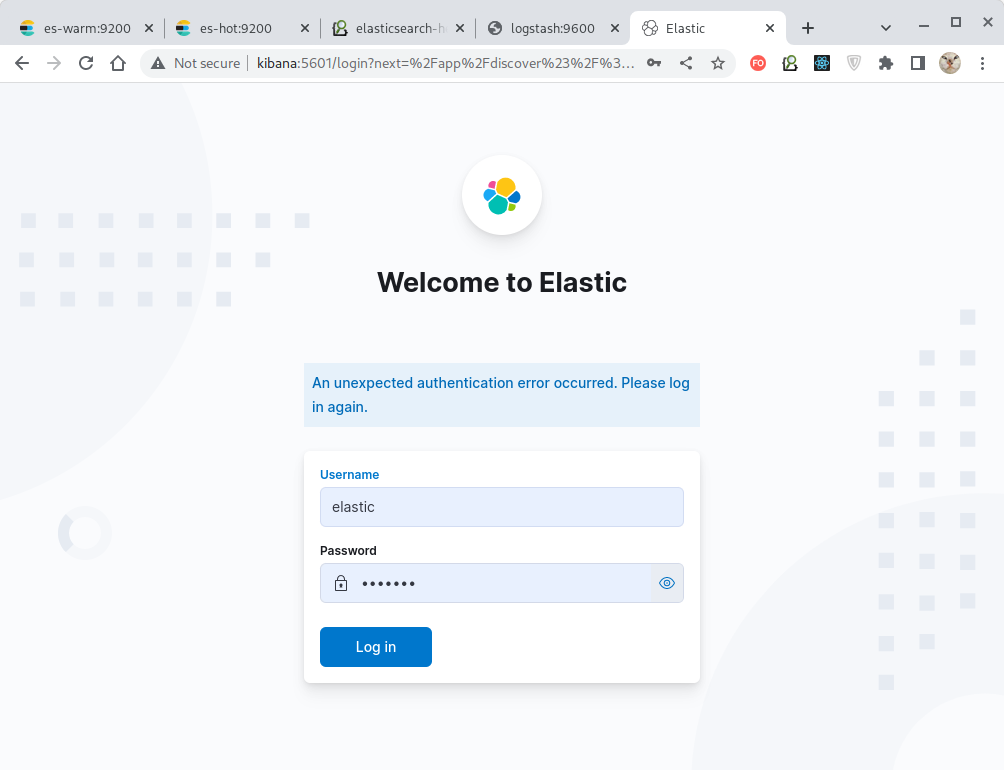 es-warm:9200
es-hot:9200
elasticsearch-h
logstash:9600
Elastic
Not secure
kibana:5601/login?next=%2Fapp%2Fdiscover%23%2F%3...
FO
Welcome to Elastic
An unexpected authentication error occurred. Please log
in again.
Username
elastic
Password
•••••••
Log in